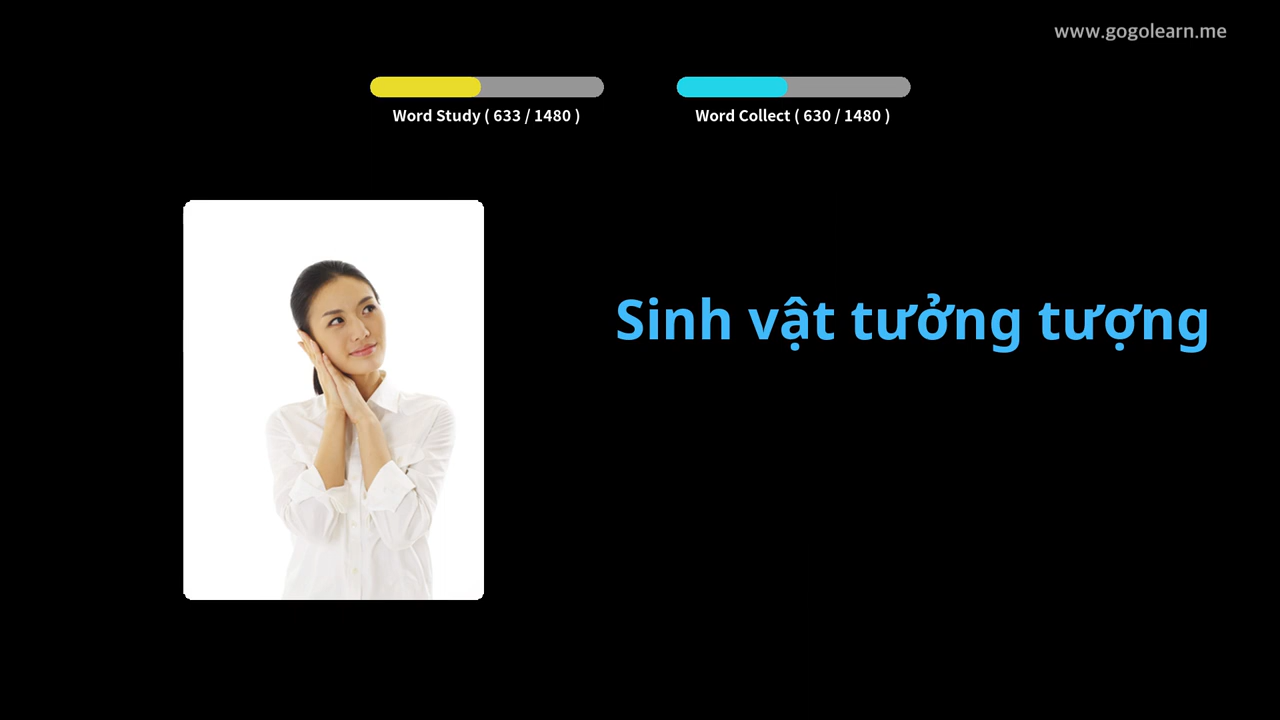 www.gogolearn.me
Word Study ( 633 / 1480 )
Word Collect ( 630 / 1480 )
Sinh vật tưởng tượng